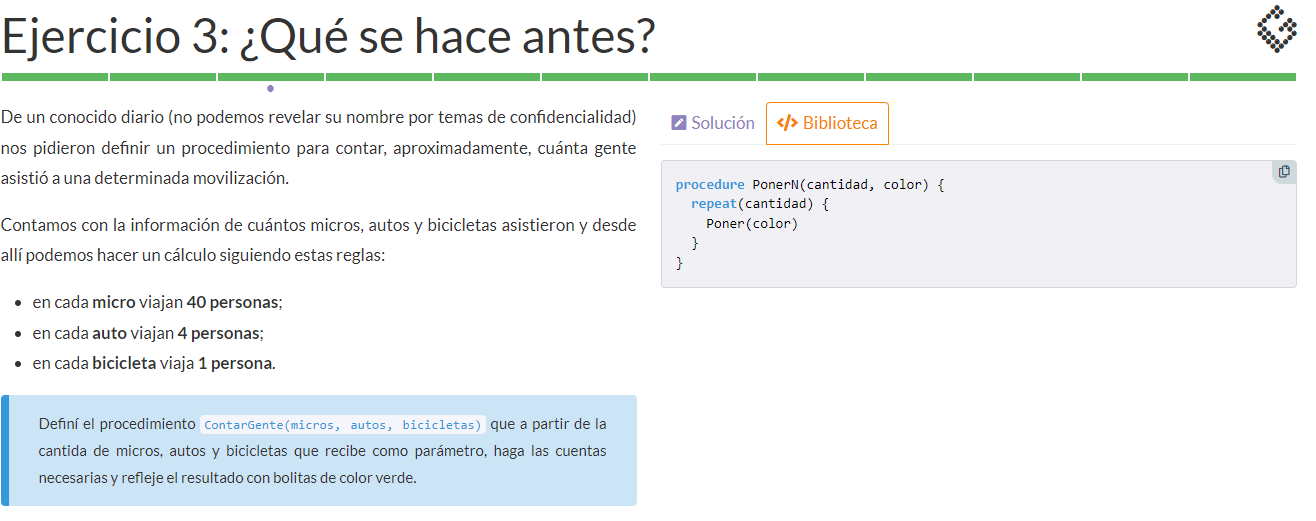 Ejercicio 3: ¿Qué se hace antes?
De un conocido diario (no podemos revelar su nombre por temas de confidencialidad)
nos pidieron definir un procedimiento para contar, aproximadamente, cuánta gente
asistió a una determinada movilización.
Contamos con la información de cuántos micros, autos y bicicletas asistieron y desde
allí podemos hacer un cálculo siguiendo estas reglas:
en cada micro viajan 40 personas;
en cada auto viajan 4 personas;
en cada bicicleta viaja 1 persona.
Definí el procedimiento ContarGente(micros, autos, bicicletas) que a partir de la
cantida de micros, autos y bicicletas que recibe como parámetro, haga las cuentas
necesarias y refleje el resultado con bolitas de color verde.
Solución </> Biblioteca
procedure PonerN(cantidad, color) {
repeat(cantidad) {
Poner(color)
}
}